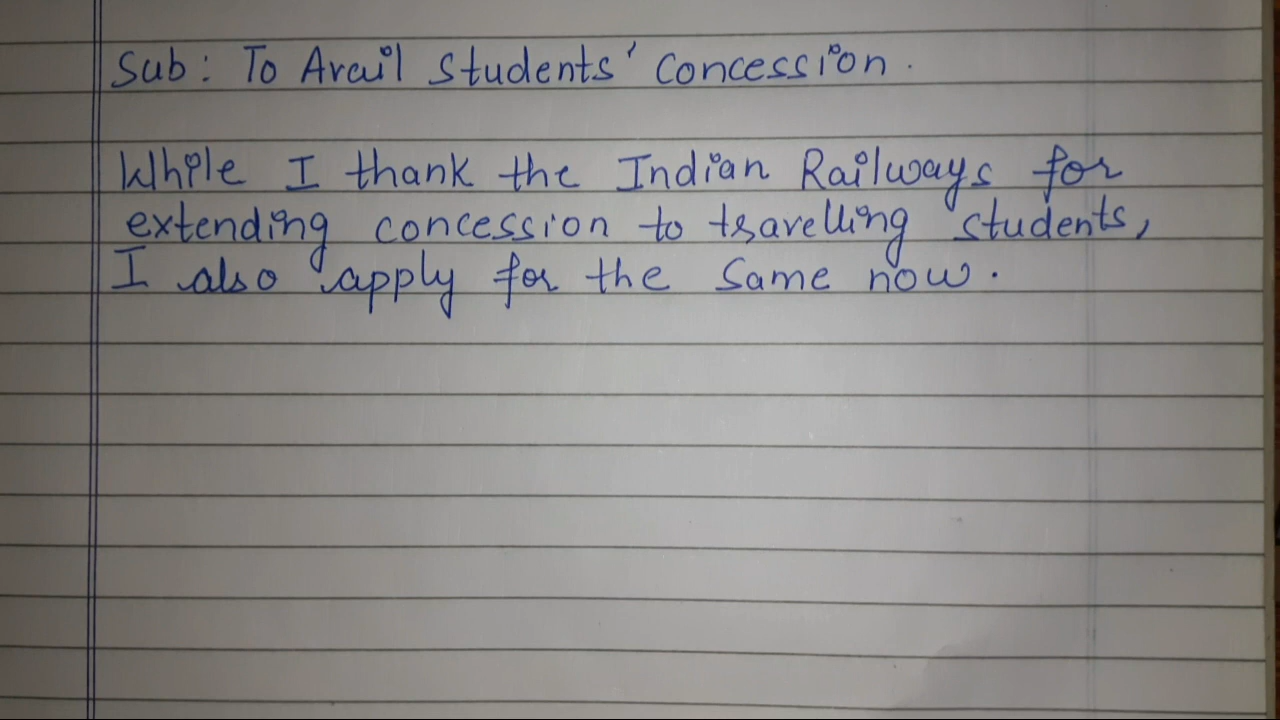 Sub: To Avail Students' Concession.
While I thank the Indian Railways for
extending concession to travelling students,
I also apply for the same now.